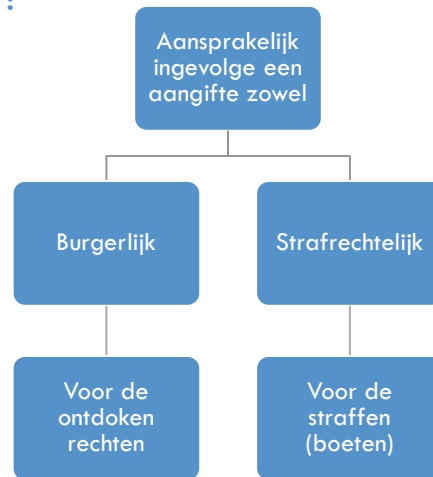 :
Aansprakelijk
ingevolge een
aangifte zowel
Burgerlijk
Strafrechtelijk
Voor de
ontdoken
rechten
Voor de
straffen
(boeten)